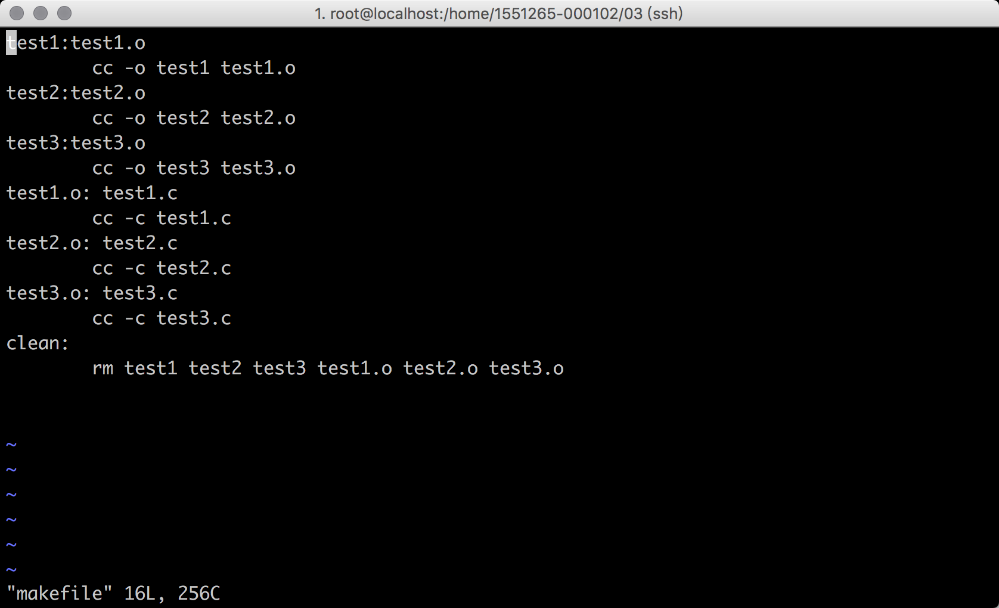 1. root@localhost:/home/1551265-000102/03 (ssh)
test1:test1.o
        cc -o test1 test1.o
test2:test2.o
        cc -o test2 test2.o
test3:test3.o
        cc -o test3 test3.o
test1.o: test1.c
        cc -c test1.c
test2.o: test2.c
        cc -c test2.c
test3.o: test3.c
        cc -c test3.c
clean:
        rm test1 test2 test3 test1.o test2.o test3.o
~
~
~
~
~
~
"makefile" 16L, 256C